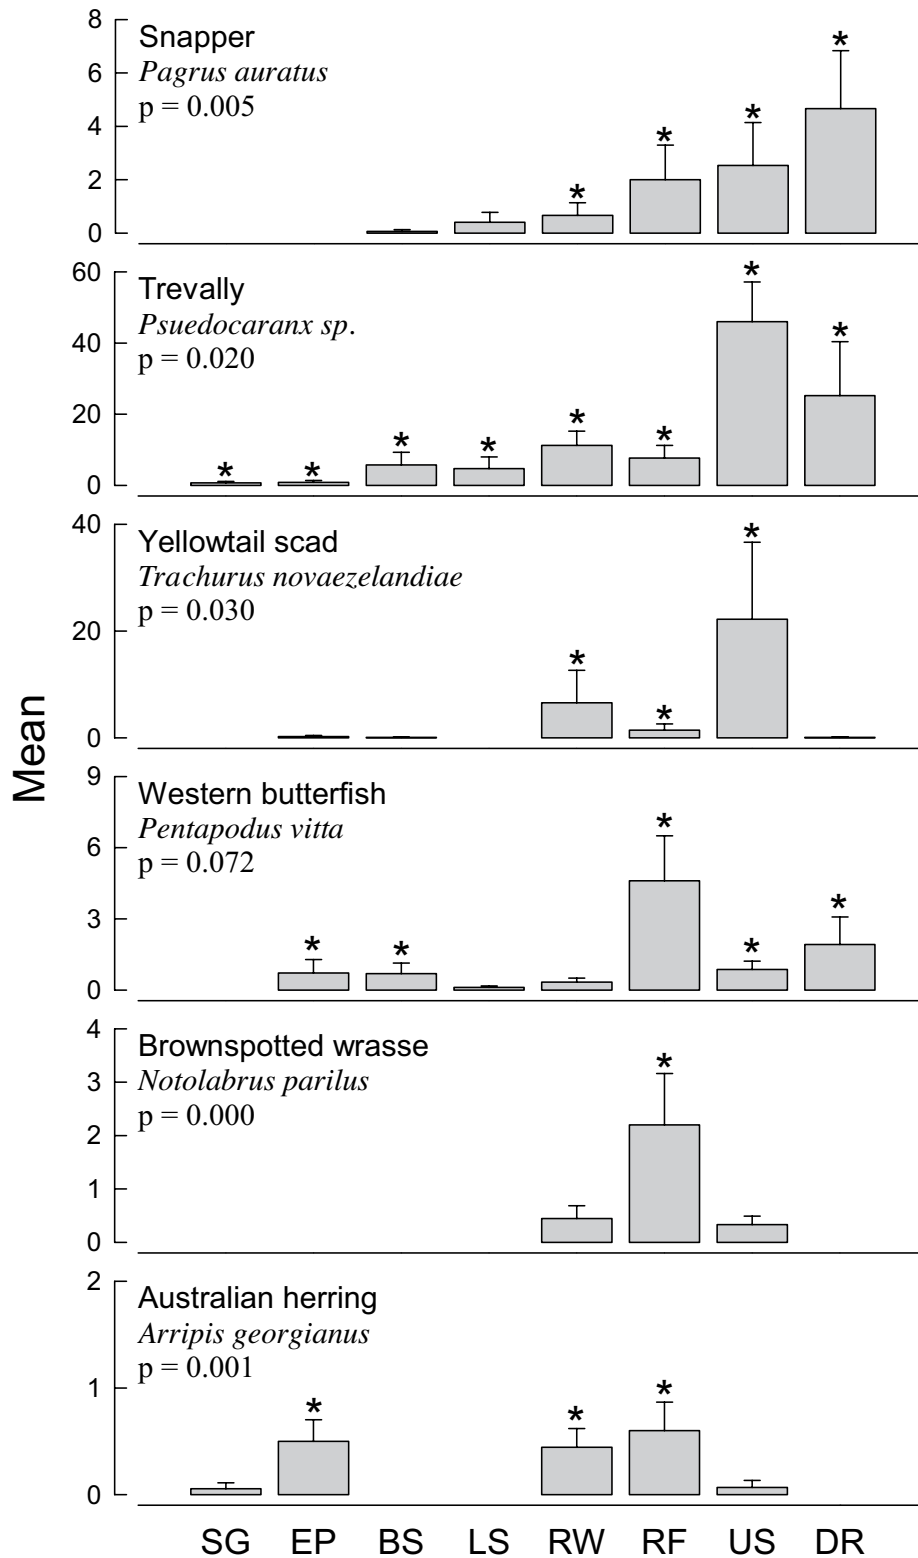 Mean
8
6
4
2
0
Snapper
Pagrus auratus
p = 0.005
* * * *
60
40
20
0
Trevally
Psuedocaranx sp.
p = 0.020
* * * * * * * *
40
20
0
Yellowtail scad
Trachurus novaezelandiae
p = 0.030
* * *
9
6
3
0
Western butterfish
Pentapodus vitta
p = 0.072
* * * * *
4
3
2
1
0
Brownspotted wrasse
Notolabrus parilus
p = 0.000
*
2
1
0
Australian herring
Arripis georgianus
p = 0.001
* * *
SG EP BS LS RW RF US DR